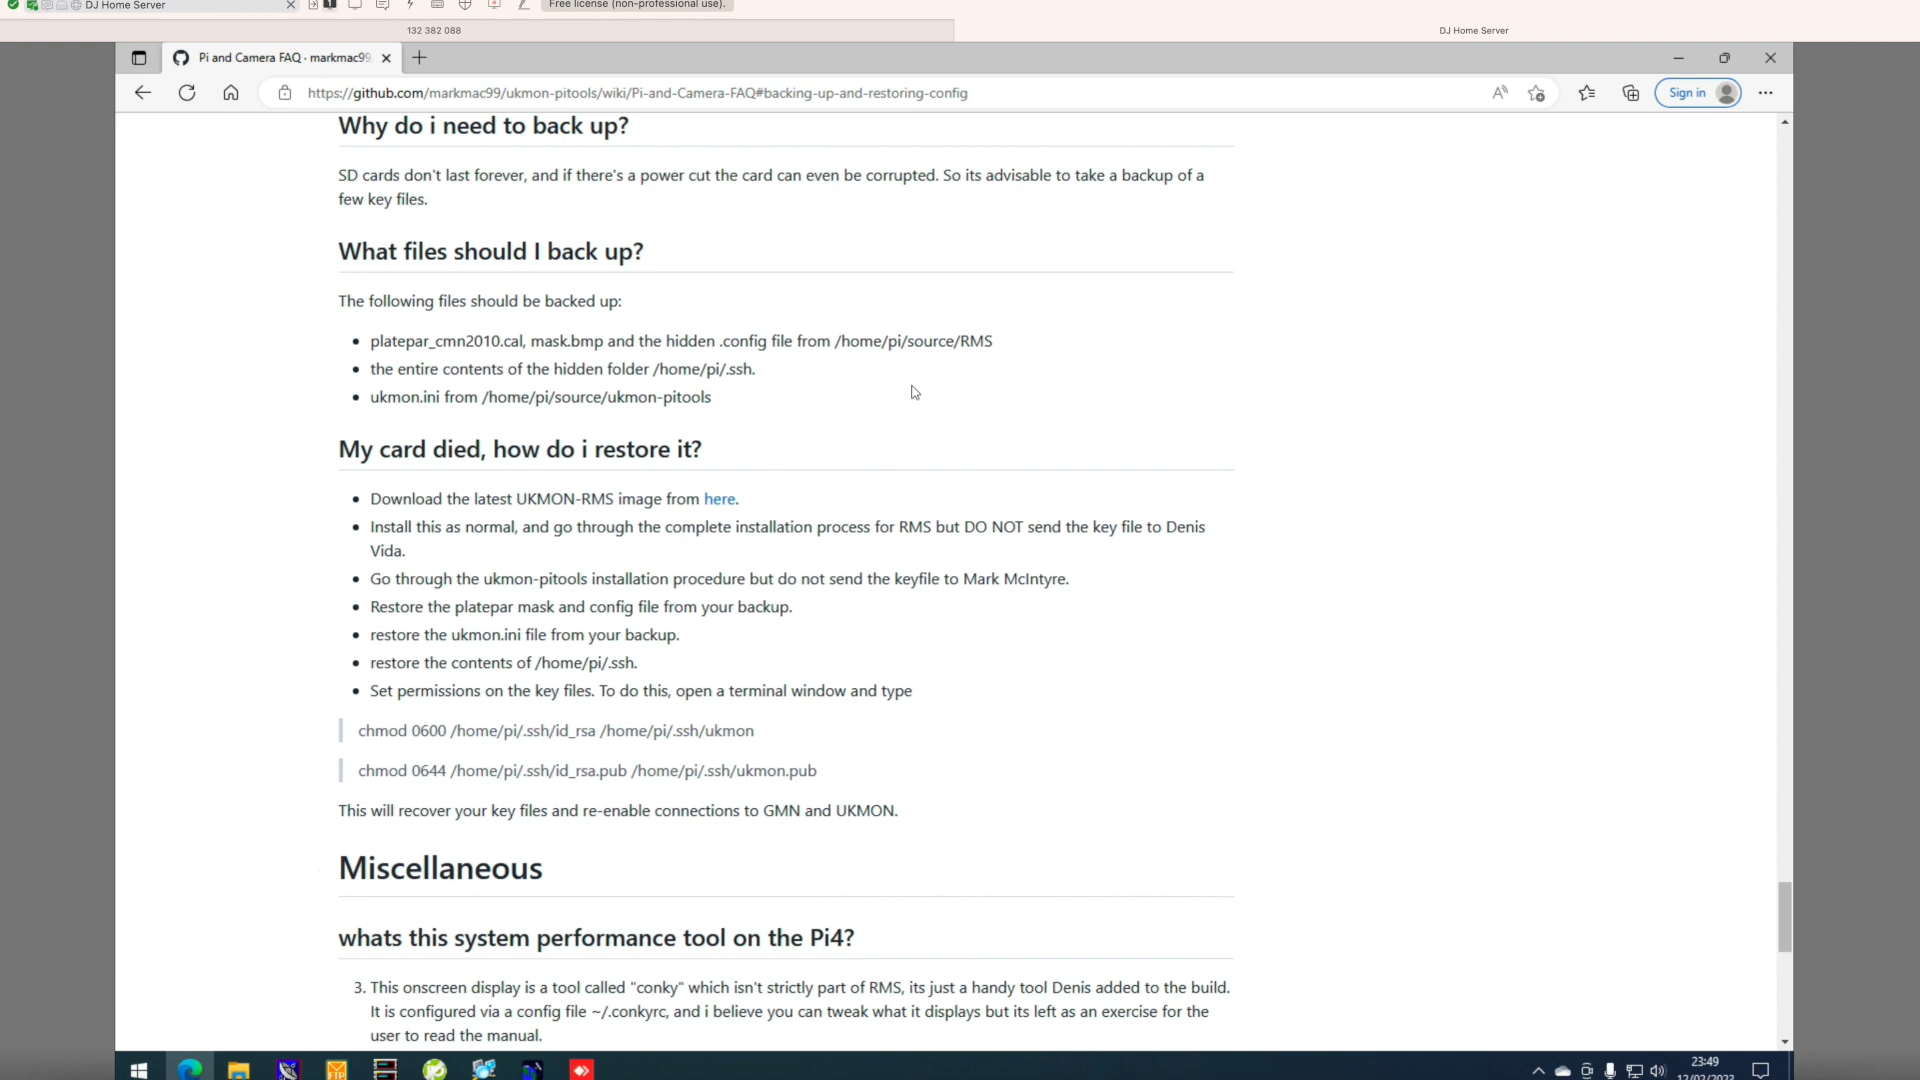 DJ Home Server
Free license (non-professional use).
132 382 088
DJ Home Server
Pi and Camera FAQ · markmac99
https://github.com/markmac99/ukmon-pitools/wiki/Pi-and-Camera-FAQ#backing-up-and-restoring-config
Sign in
Why do i need to back up?
SD cards don't last forever, and if there's a power cut the card can even be corrupted. So its advisable to take a backup of a
few key files.
What files should I back up?
The following files should be backed up:
• platepar_cmn2010.cal, mask.bmp and the hidden .config file from /home/pi/source/RMS
• the entire contents of the hidden folder /home/pi/.ssh.
• ukmon.ini from /home/pi/source/ukmon-pitools
My card died, how do i restore it?
• Download the latest UKMON-RMS image from here.
• Install this as normal, and go through the complete installation process for RMS but DO NOT send the key file to Denis
Vida.
• Go through the ukmon-pitools installation procedure but do not send the keyfile to Mark McIntyre.
• Restore the platepar mask and config file from your backup.
• restore the ukmon.ini file from your backup.
• restore the contents of /home/pi/.ssh.
• Set permissions on the key files. To do this, open a terminal window and type
chmod 0600 /home/pi/.ssh/id_rsa /home/pi/.ssh/ukmon
chmod 0644 /home/pi/.ssh/id_rsa.pub /home/pi/.ssh/ukmon.pub
This will recover your key files and re-enable connections to GMN and UKMON.
Miscellaneous
whats this system performance tool on the Pi4?
3. This onscreen display is a tool called "conky" which isn't strictly part of RMS, its just a handy tool Denis added to the build.
It is configured via a config file ~/.conkyrc, and i believe you can tweak what it displays but its left as an exercise for the
user to read the manual.
FTP
23:49
12/02/2023